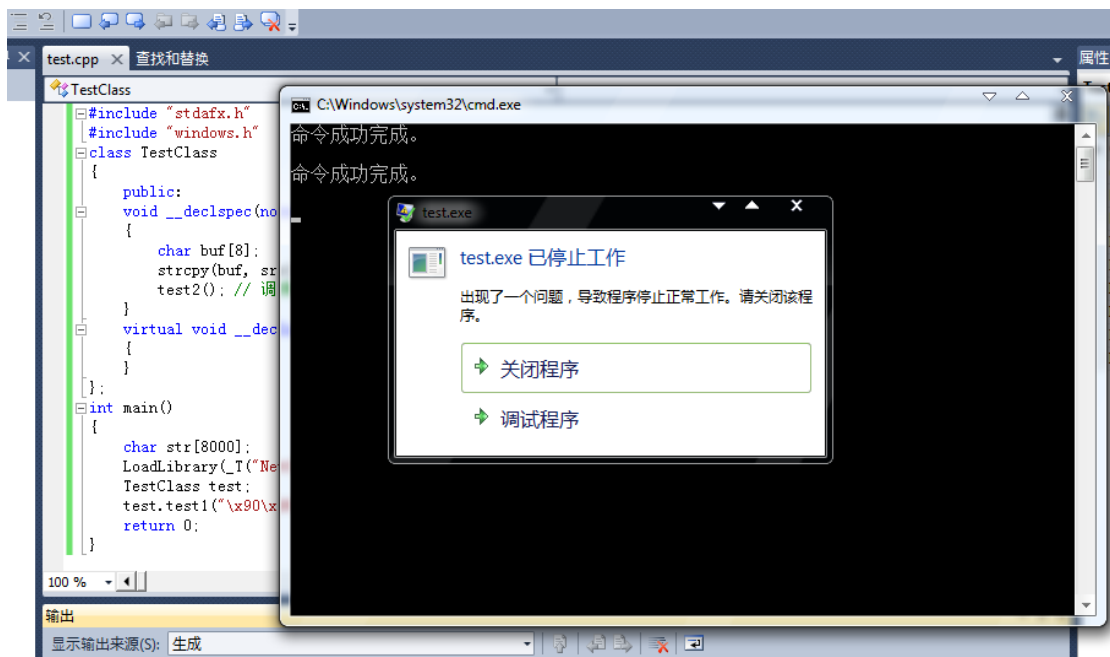 test.cpp
查找和替换
属性
TestClass
#include "stdafx.h"
#include "windows.h"
class TestClass
{
public:
void __declspec(no
{
char buf[8];
strcpy(buf, sr
test2(); // 调
}
virtual void __dec
{
}
};
int main()
{
char str[8000];
LoadLibrary(_T("Ne
TestClass test;
test.test1("\x90\x
return 0;
}
100 %
输出
显示输出来源(S): 生成
C:\Windows\system32\cmd.exe
命令成功完成。
命令成功完成。
test.exe
test.exe 已停止工作
出现了一个问题，导致程序停止正常工作。请关闭该程
序。
关闭程序
调试程序